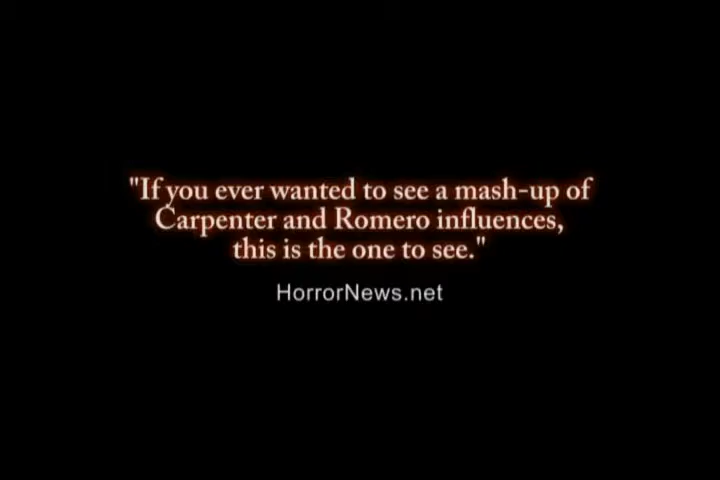 "If you ever wanted to see a mash-up of
Carpenter and Romero influences,
this is the one to see."
HorrorNews.net